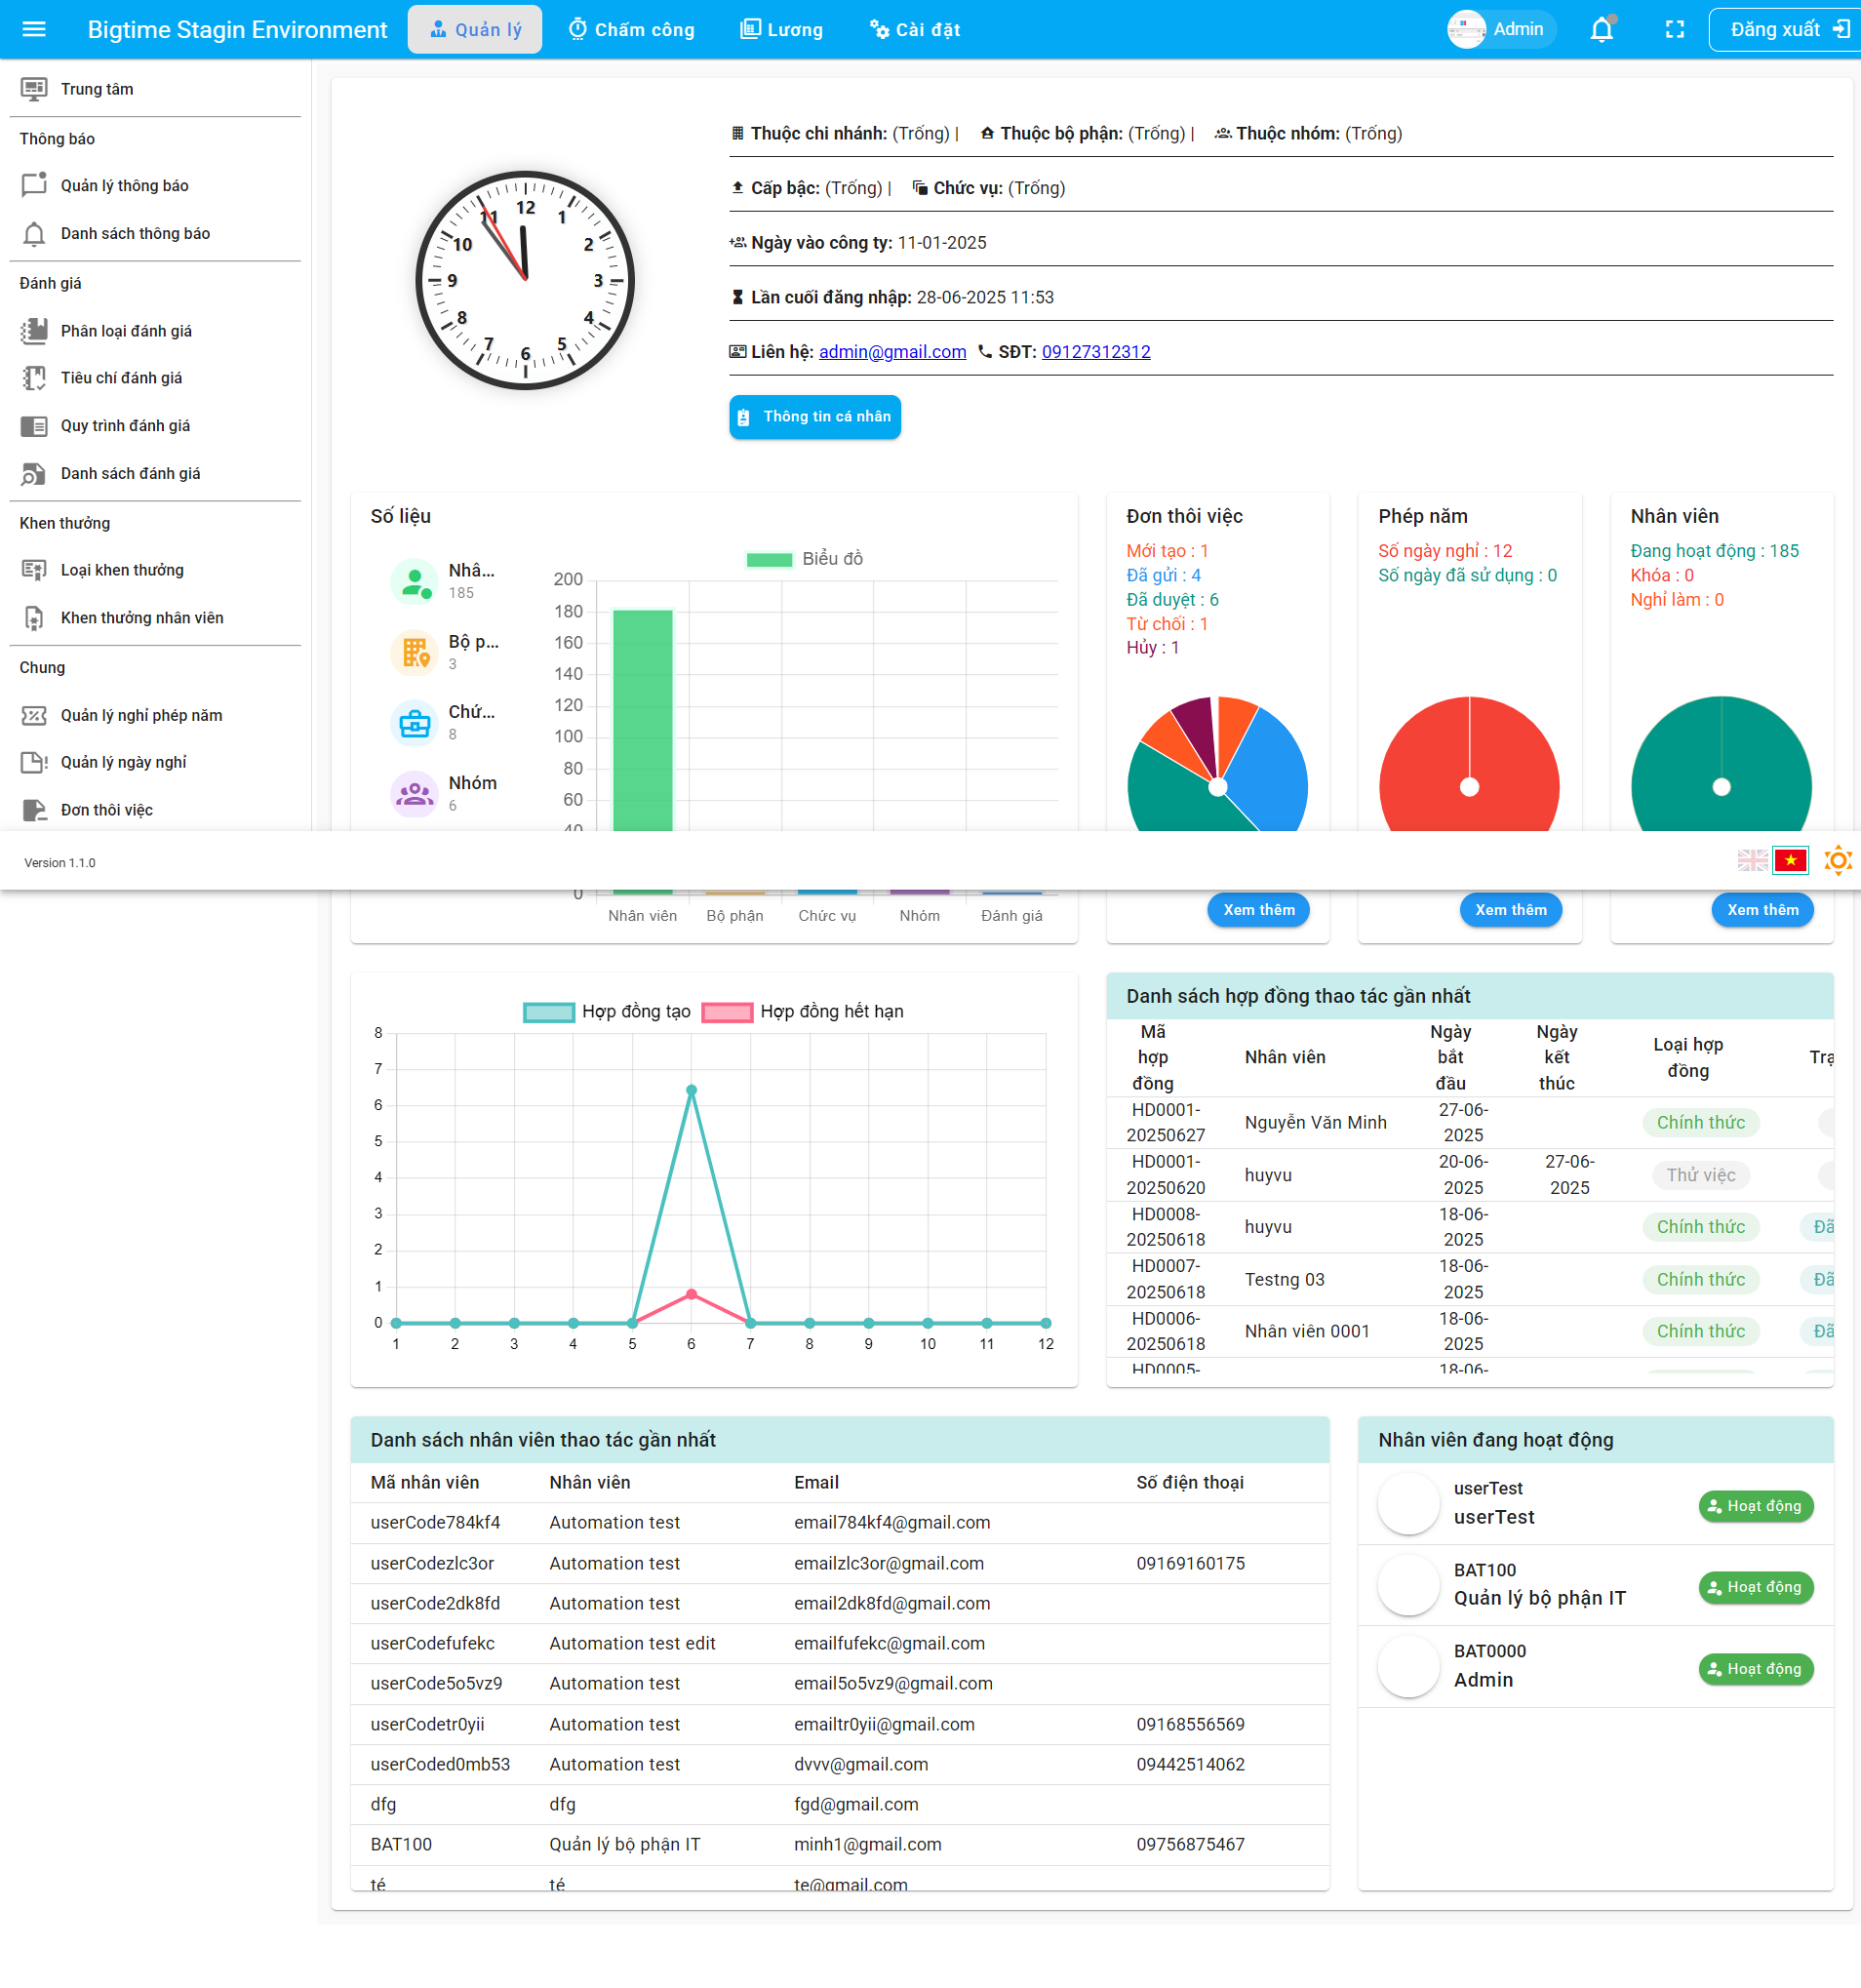 Bigtime Stagin Environment
Quản lý
Chấm công
Lương
Cài đặt
Admin
Đăng xuất
Trung tâm
Thông báo
Quản lý thông báo
Danh sách thông báo
Đánh giá
Phân loại đánh giá
Tiêu chí đánh giá
Quy trình đánh giá
Danh sách đánh giá
Khen thưởng
Loại khen thưởng
Khen thưởng nhân viên
Chung
Quản lý nghỉ phép năm
Quản lý ngày nghỉ
Đơn thôi việc
Version 1.1.0
12
1
2
3
4
5
6
7
8
9
10
11
Thuộc chi nhánh: (Trống) | Thuộc bộ phận: (Trống) | Thuộc nhóm: (Trống)
Cấp bậc: (Trống) | Chức vụ: (Trống)
Ngày vào công ty: 11-01-2025
Lần cuối đăng nhập: 28-06-2025 11:53
Liên hệ: admin@gmail.com SĐT: 09127312312
Thông tin cá nhân
Số liệu
Nhâ...
185
Bộ p...
3
Chứ...
8
Nhóm
6
Biểu đồ
200
180
160
140
120
100
80
60
40
0
Nhân viên Bộ phận Chức vụ Nhóm Đánh giá
Đơn thôi việc
Mới tạo : 1
Đã gửi : 4
Đã duyệt : 6
Từ chối : 1
Hủy : 1
Xem thêm
Phép năm
Số ngày nghỉ : 12
Số ngày đã sử dụng : 0
Xem thêm
Nhân viên
Đang hoạt động : 185
Khóa : 0
Nghỉ làm : 0
Xem thêm
Hợp đồng tạo Hợp đồng hết hạn
8
7
6
5
4
3
2
1
0
1 2 3 4 5 6 7 8 9 10 11 12
Danh sách hợp đồng thao tác gần nhất
Mã hợp đồng Nhân viên Ngày bắt đầu Ngày kết thúc Loại hợp đồng Trạ
HD0001-20250627 Nguyễn Văn Minh 27-06-2025 Chính thức
HD0001-20250620 huyvu 20-06-2025 27-06-2025 Thử việc
HD0008-20250618 huyvu 18-06-2025 Chính thức Đã
HD0007-20250618 Testng 03 18-06-2025 Chính thức Đã
HD0006-20250618 Nhân viên 0001 18-06-2025 Chính thức Đã
HD0005- 18-06-
Danh sách nhân viên thao tác gần nhất
Mã nhân viên Nhân viên Email Số điện thoại
userCode784kf4 Automation test email784kf4@gmail.com
userCodezlc3or Automation test emailzlc3or@gmail.com 09169160175
userCode2dk8fd Automation test email2dk8fd@gmail.com
userCodefufekc Automation test edit emailfufekc@gmail.com
userCode5o5vz9 Automation test email5o5vz9@gmail.com
userCodetr0yii Automation test emailtr0yii@gmail.com 09168556569
userCoded0mb53 Automation test dvvv@gmail.com 09442514062
dfg dfg fgd@gmail.com
BAT100 Quản lý bộ phận IT minh1@gmail.com 09756875467
té té te@gmail.com
Nhân viên đang hoạt động
userTest
userTest
Hoạt động
BAT100
Quản lý bộ phận IT
Hoạt động
BAT0000
Admin
Hoạt động